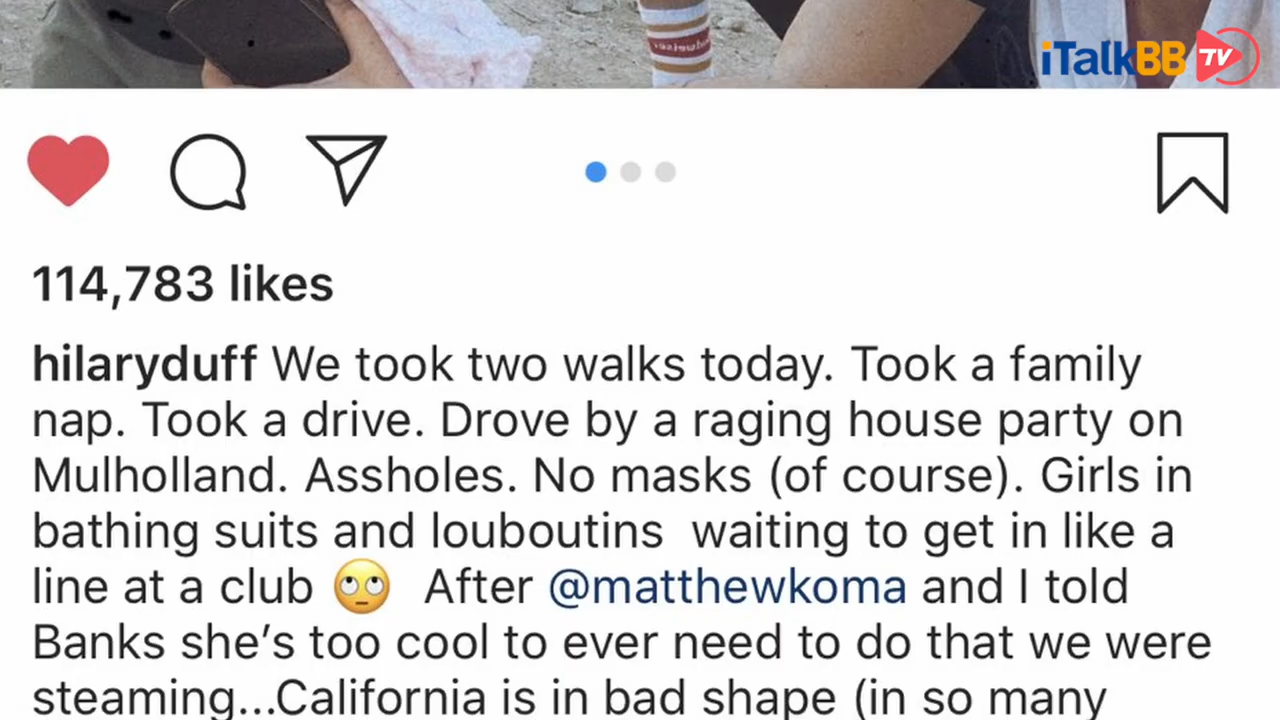 iTalkBB TV
114,783 likes
hilaryduff We took two walks today. Took a family
nap. Took a drive. Drove by a raging house party on
Mulholland. Assholes. No masks (of course). Girls in
bathing suits and louboutins waiting to get in like a
line at a club 🙄 After @matthewkoma and I told
Banks she’s too cool to ever need to do that we were
steaming...California is in bad shape (in so many